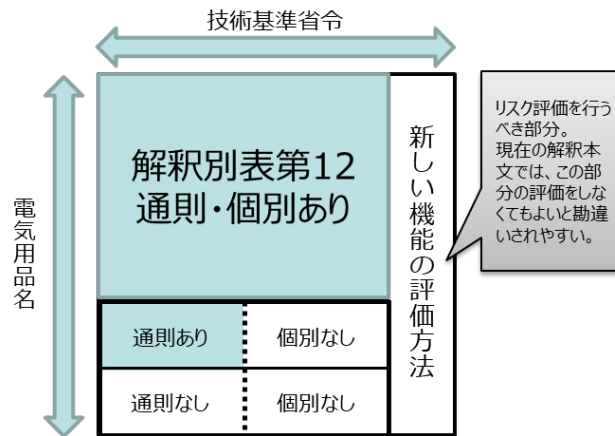 技術基準省令
電気用品名
解釈別表第12
通則・個別あり
新しい機能の評価方法
リスク評価を行う
べき部分。
現在の解釈本
文では、この部
分の評価をしな
くてもよいと勘違
いされやすい。
通則あり
個別なし
通則なし
個別なし